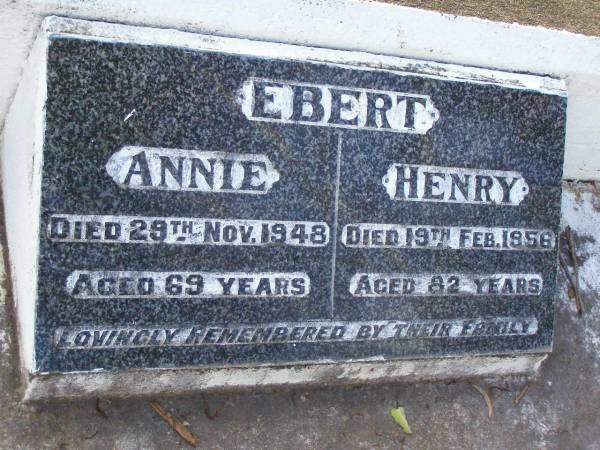 EBERT
ANNIE
DIED 29TH NOV. 1948
AGED 69 YEARS
HENRY
DIED 19TH FEB. 1956
AGED 82 YEARS
LOVINGLY REMEMBERED BY THEIR FAMILY